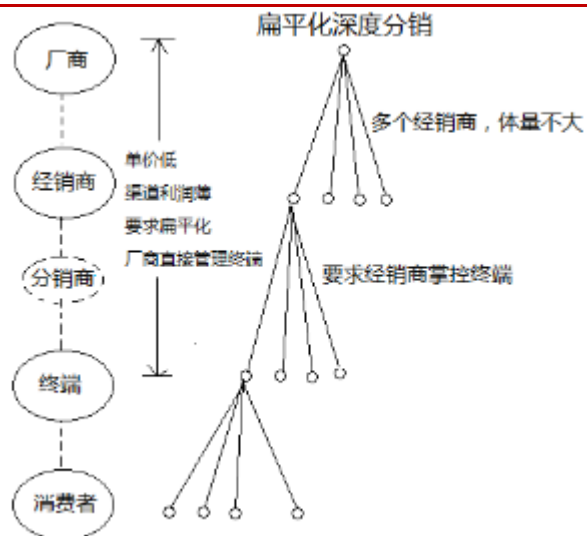 扁平化深度分销
厂商
多个经销商，体量不大
单价低
经销商
渠道利润薄
要求扁平化
厂商直接管理终端
分销商
要求经销商掌控终端
终端
消费者